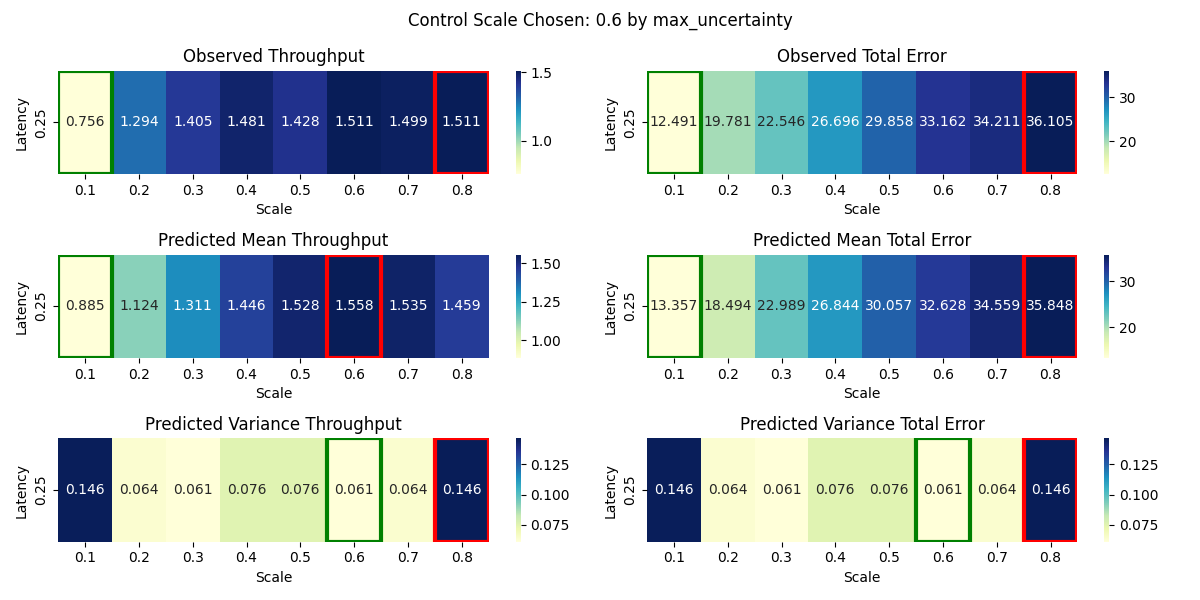 Control Scale Chosen: 0.6 by max_uncertainty
Observed Throughput
Latency
0.25
0.756 1.294 1.405 1.481 1.428 1.511 1.499 1.511
0.1 0.2 0.3 0.4 0.5 0.6 0.7 0.8
Scale
1.5
1.0
Observed Total Error
Latency
0.25
12.491 19.781 22.546 26.696 29.858 33.162 34.211 36.105
0.1 0.2 0.3 0.4 0.5 0.6 0.7 0.8
Scale
30
20
Predicted Mean Throughput
Latency
0.25
0.885 1.124 1.311 1.446 1.528 1.558 1.535 1.459
0.1 0.2 0.3 0.4 0.5 0.6 0.7 0.8
Scale
1.50
1.25
1.00
Predicted Mean Total Error
Latency
0.25
13.357 18.494 22.989 26.844 30.057 32.628 34.559 35.848
0.1 0.2 0.3 0.4 0.5 0.6 0.7 0.8
Scale
30
20
Predicted Variance Throughput
Latency
0.25
0.146 0.064 0.061 0.076 0.076 0.061 0.064 0.146
0.1 0.2 0.3 0.4 0.5 0.6 0.7 0.8
Scale
0.125
0.100
0.075
Predicted Variance Total Error
Latency
0.25
0.146 0.064 0.061 0.076 0.076 0.061 0.064 0.146
0.1 0.2 0.3 0.4 0.5 0.6 0.7 0.8
Scale
0.125
0.100
0.075